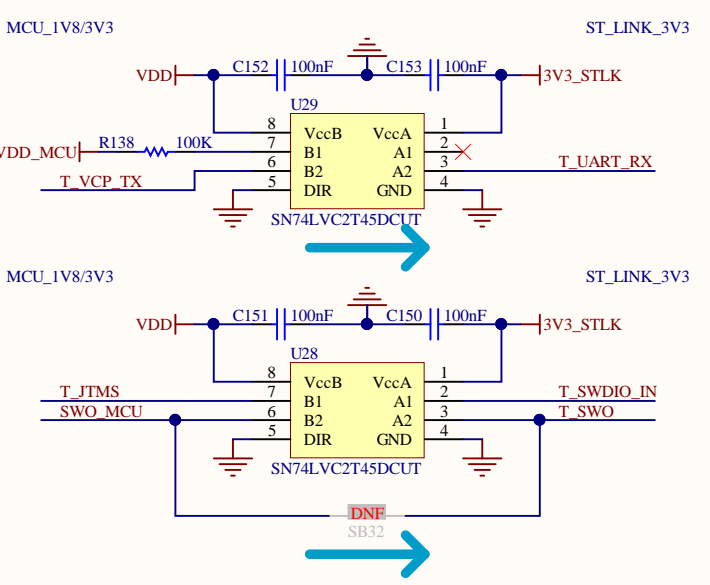 MCU_1V8/3V3
ST_LINK_3V3
VDD
C152
100nF
C153
100nF
3V3_STLK
U29
8
VccB
VccA
1
VDD_MCU
R138
100K
7
B1
A1
2
6
B2
A2
3
T_UART_RX
T_VCP_TX
5
DIR
GND
4
SN74LVC2T45DCUT
MCU_1V8/3V3
ST_LINK_3V3
VDD
C151
100nF
C150
100nF
3V3_STLK
U28
8
VccB
VccA
1
T_JTMS
7
B1
A1
2
T_SWDIO_IN
SWO_MCU
6
B2
A2
3
T_SWO
5
DIR
GND
4
SN74LVC2T45DCUT
DNF
SB32